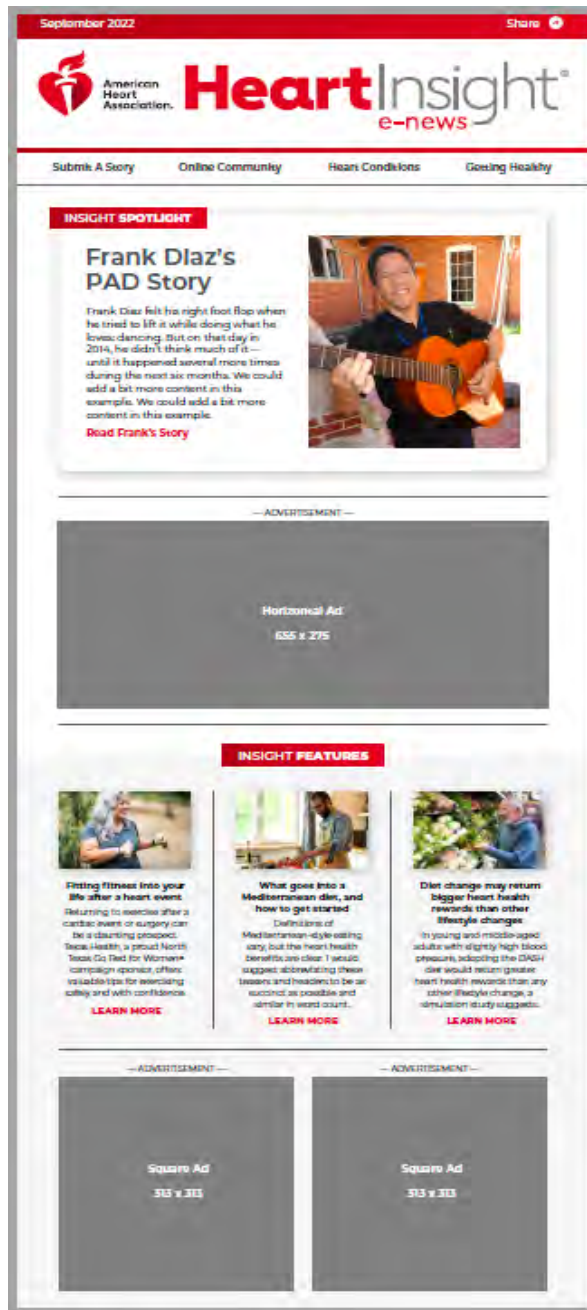 September 2022
Share
American
Heart
Association.
HeartInsight®
e-news
Submit A Story
Online Community
Heart Conditions
Getting Healthy
INSIGHT SPOTLIGHT
Frank Diaz's
PAD Story
Frank Diaz felt his right foot flop when
he tried to lift it while doing what he
loves: dancing. But on that day in
2014, he didn't think much of it —
until it happened several more times
during the next six months. We could
add a bit more content in this
example. We could add a bit more
content in this example.
Read Frank's Story
— ADVERTISEMENT —
Horizontal Ad
655 x 275
INSIGHT FEATURES
Fitting fitness into your
life after a heart event
Returning to exercise after a
cardiac event or surgery can
be a daunting prospect.
Texas Health, a proud North
Texas Go Red for Women®
campaign sponsor, offers
valuable tips for exercising
safely and with confidence.
LEARN MORE
What goes into a
Mediterranean diet, and
how to get started
Definitions of
Mediterranean-style eating
vary, but the heart health
benefits are clear. I would
suggest abbreviating these
teasers and headers to be as
succinct as possible and
similar in word count.
LEARN MORE
Diet change may return
bigger heart health
rewards than other
lifestyle changes
In young and middle-aged
adults with slightly high blood
pressure, adopting the DASH
diet would return greater
heart health rewards than any
other lifestyle change, a
simulation study suggests.
LEARN MORE
— ADVERTISEMENT —
Square Ad
313 x 313
— ADVERTISEMENT —
Square Ad
313 x 313